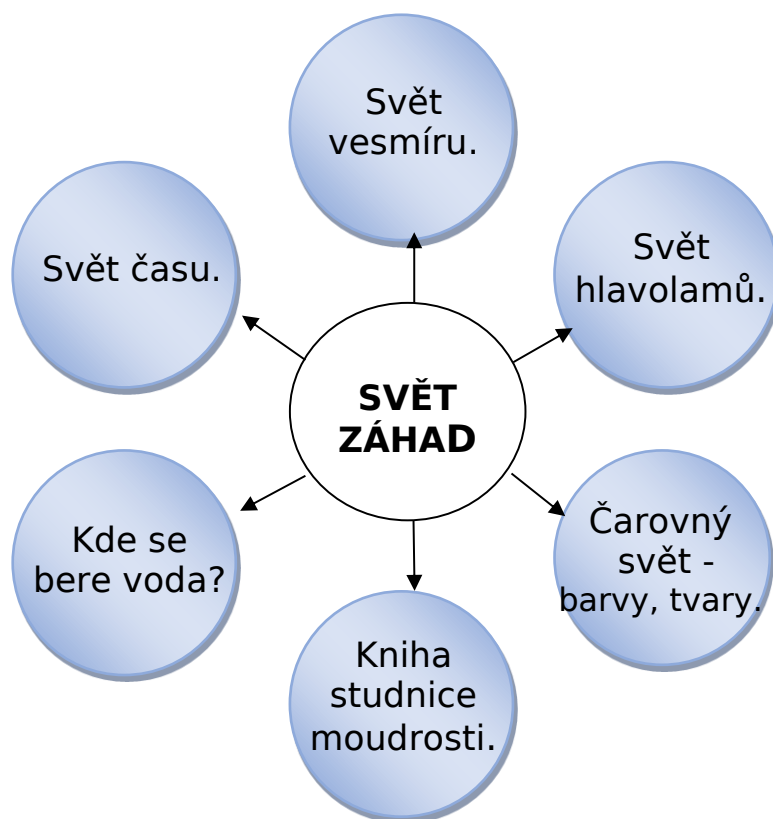 Svět
vesmíru.
Svět času.
Svět
hlavolamů.
SVĚT
ZÁHAD
Kde se
bere voda?
Čarovný
svět -
barvy, tvary.
Kniha
studnice
moudrosti.